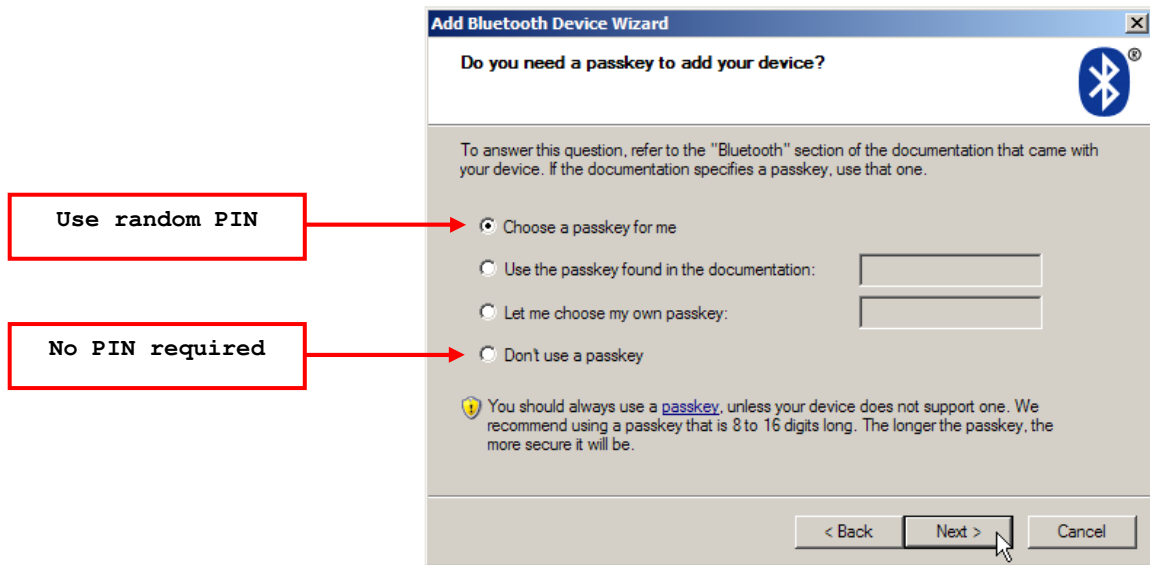 Add Bluetooth Device Wizard
Do you need a passkey to add your device?
®
To answer this question, refer to the "Bluetooth" section of the documentation that came with
your device. If the documentation specifies a passkey, use that one.
Use random PIN
Choose a passkey for me
Use the passkey found in the documentation:
Let me choose my own passkey:
No PIN required
Don't use a passkey
You should always use a passkey, unless your device does not support one. We
recommend using a passkey that is 8 to 16 digits long. The longer the passkey, the
more secure it will be.
< Back Next > Cancel